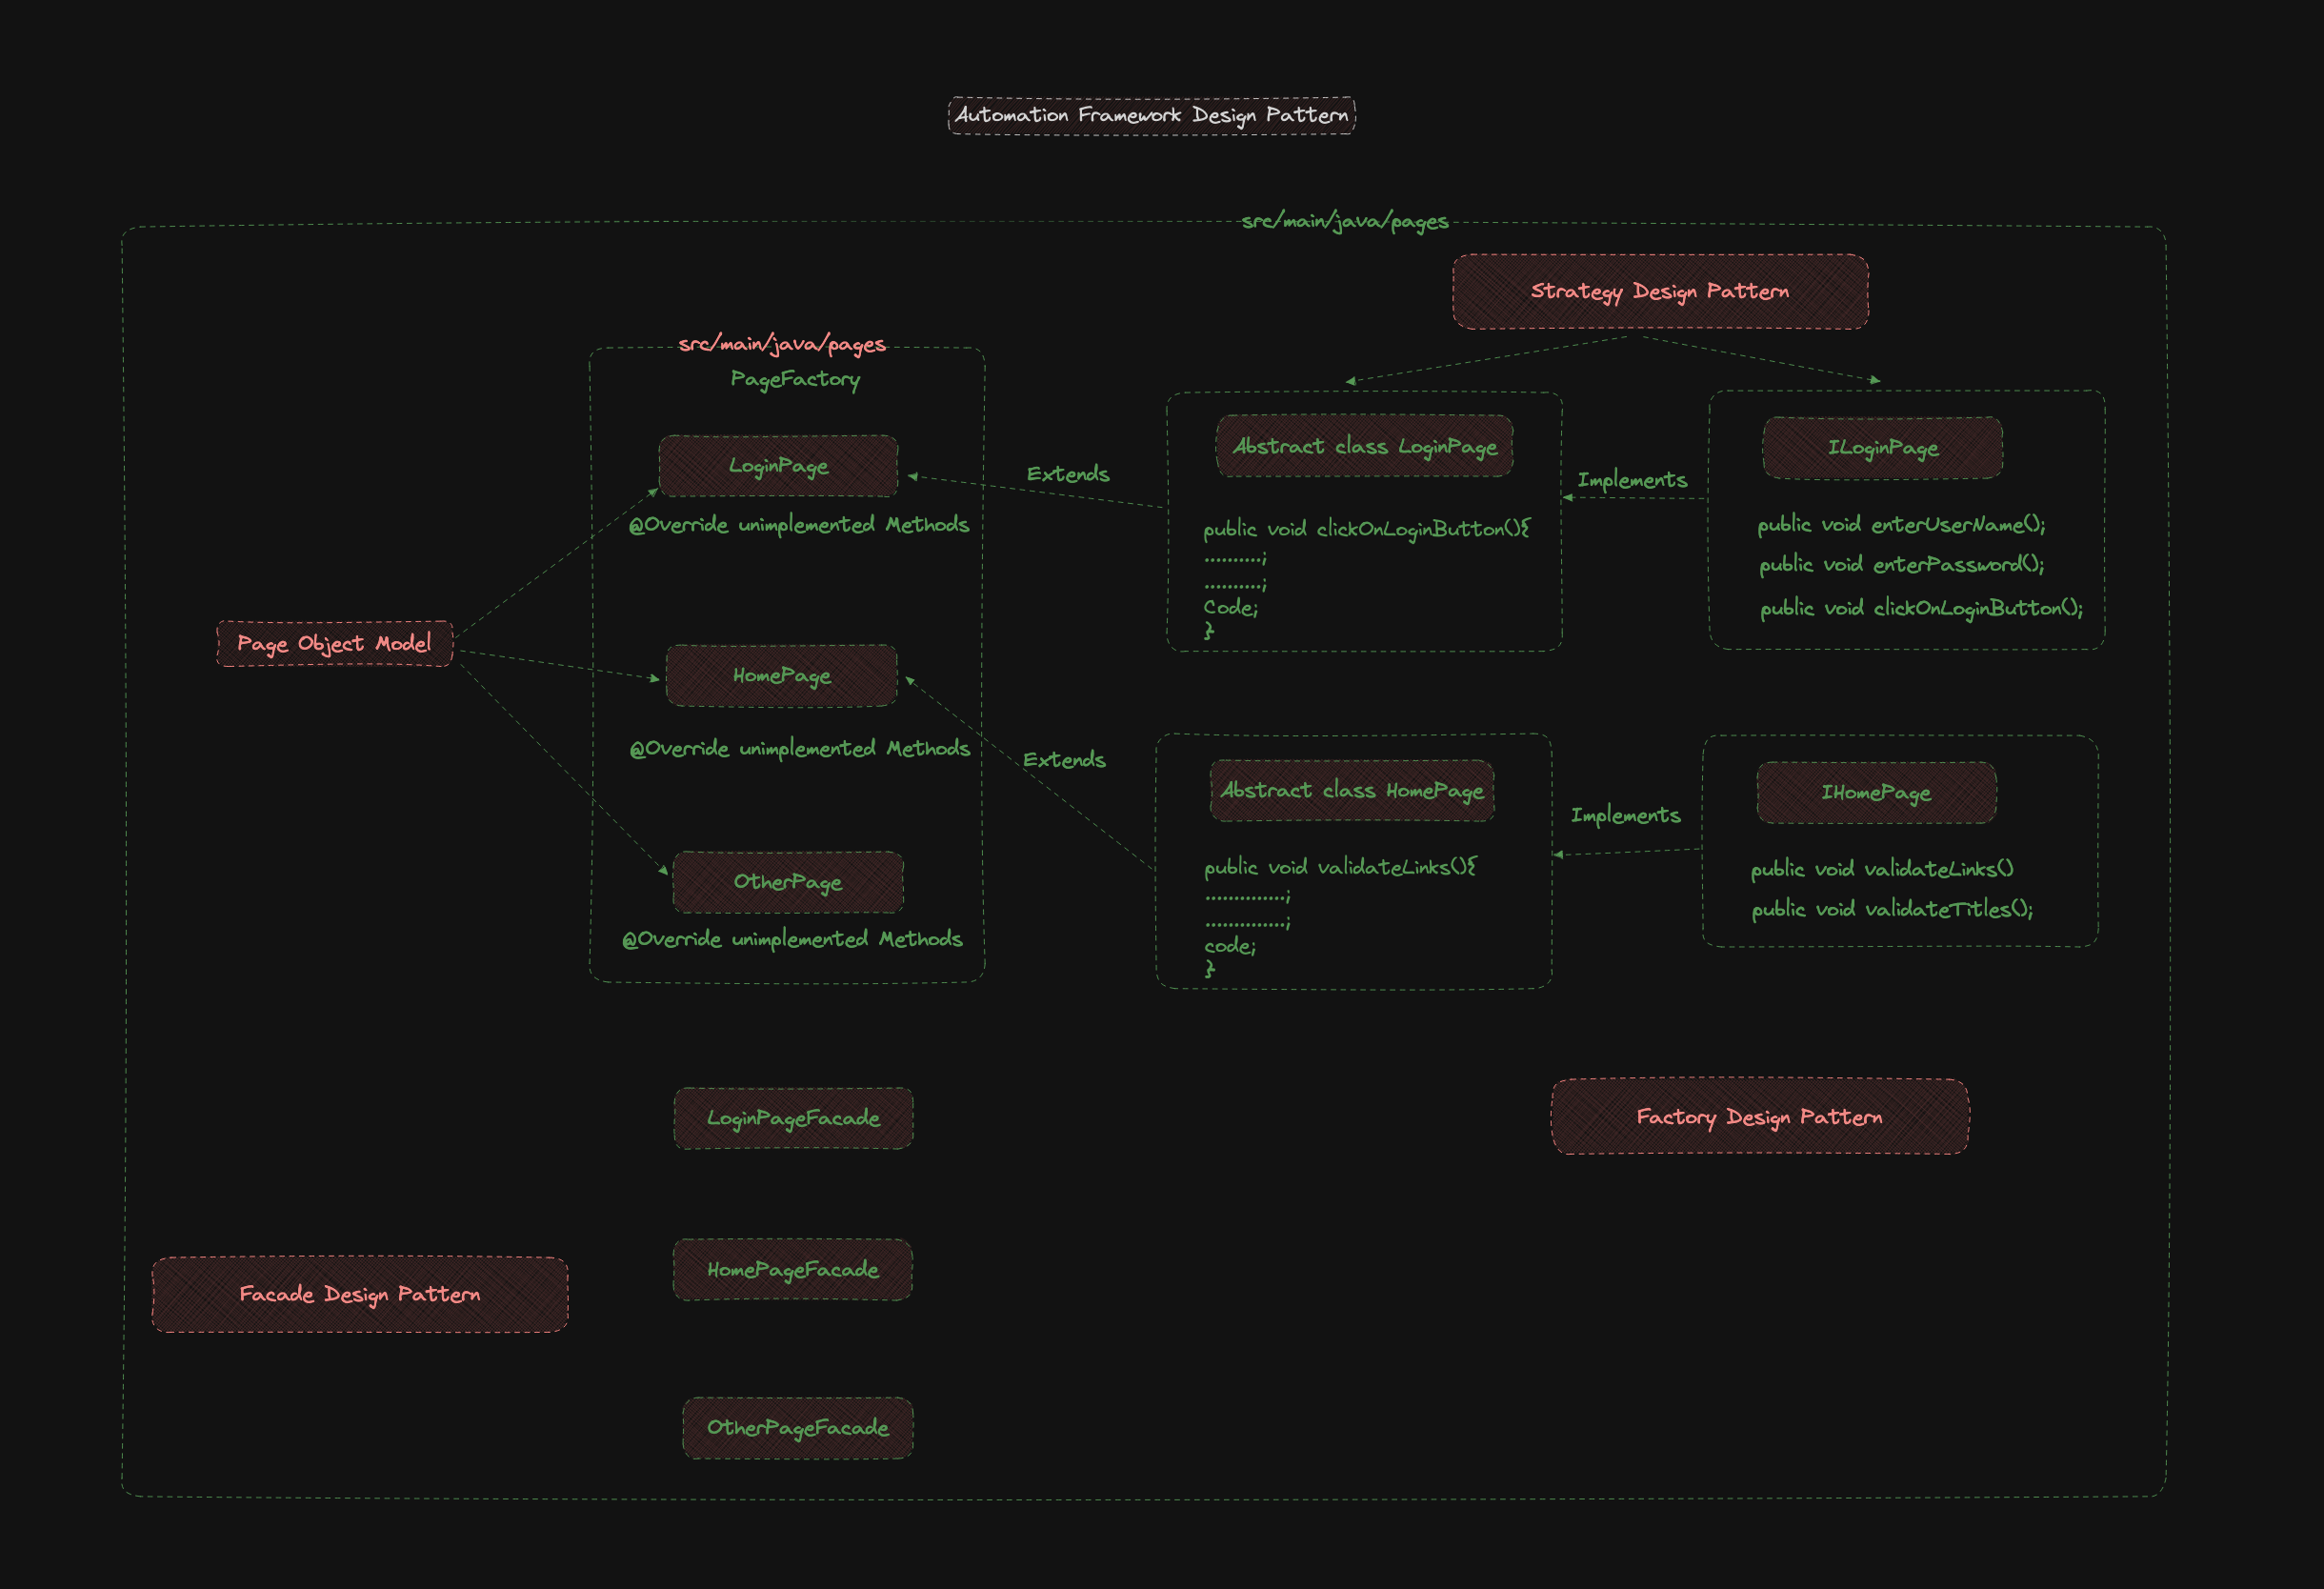 Automation Framework Design Pattern
src/main/java/pages
Strategy Design Pattern
src/main/java/pages
PageFactory
LoginPage
@Override unimplemented Methods
HomePage
@Override unimplemented Methods
OtherPage
@Override unimplemented Methods
Page Object Model
Extends
Abstract class LoginPage
public void clickOnLoginButton(){
..........;
..........;
Code;
}
Implements
ILoginPage
public void enterUserName();
public void enterPassword();
public void clickOnLoginButton();
Extends
Abstract class HomePage
public void validateLinks(){
..............;
..............;
code;
}
Implements
IHomePage
public void validateLinks()
public void validateTitles();
LoginPageFacade
Factory Design Pattern
HomePageFacade
Facade Design Pattern
OtherPageFacade